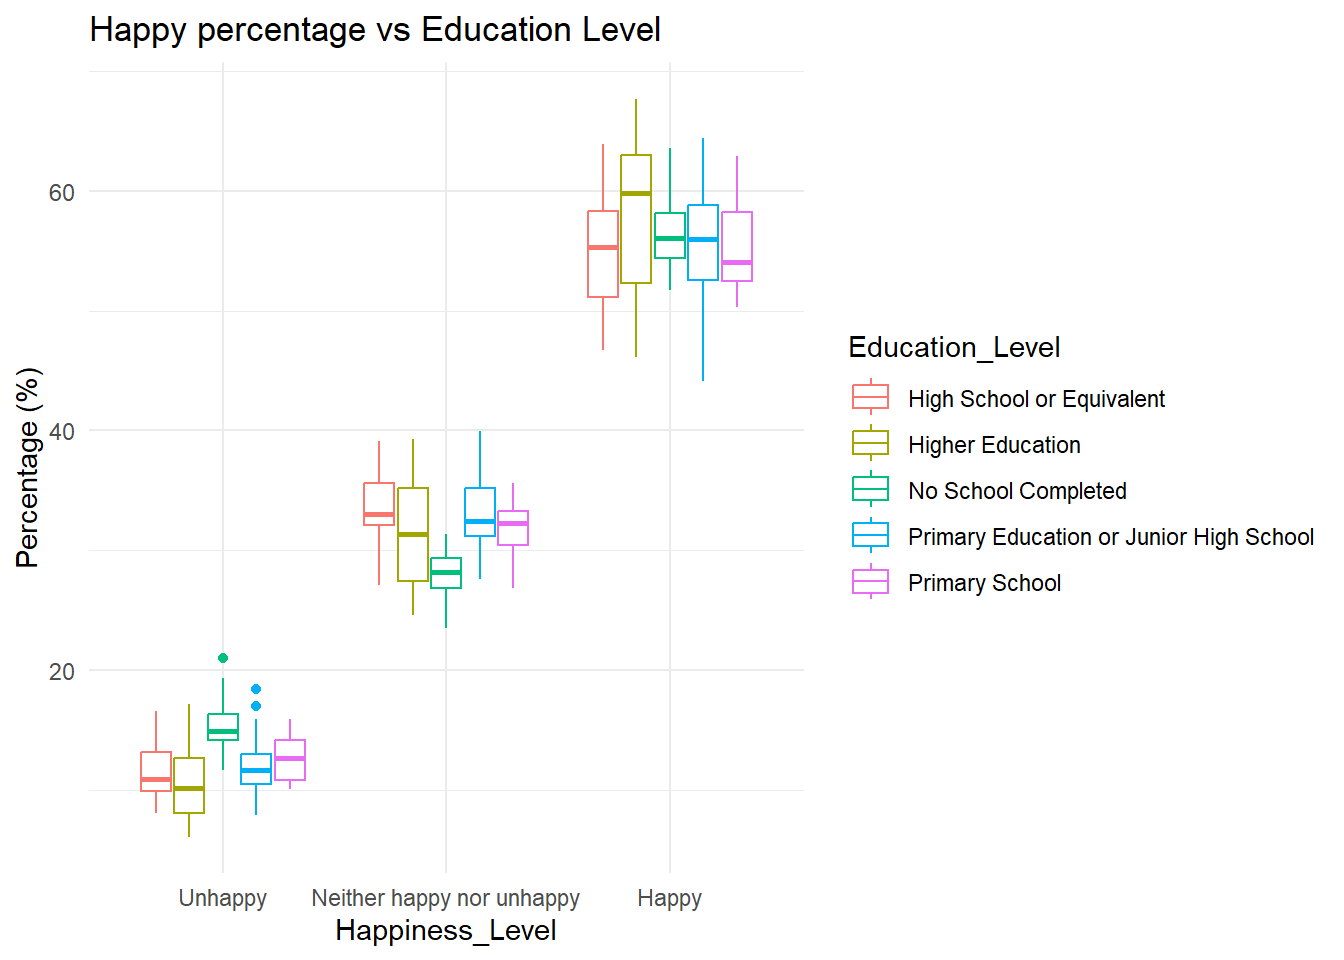 Happy percentage vs Education Level
Percentage (%)
60
40
20
Unhappy
Neither happy nor unhappy
Happy
Happiness_Level
Education_Level
High School or Equivalent
Higher Education
No School Completed
Primary Education or Junior High School
Primary School